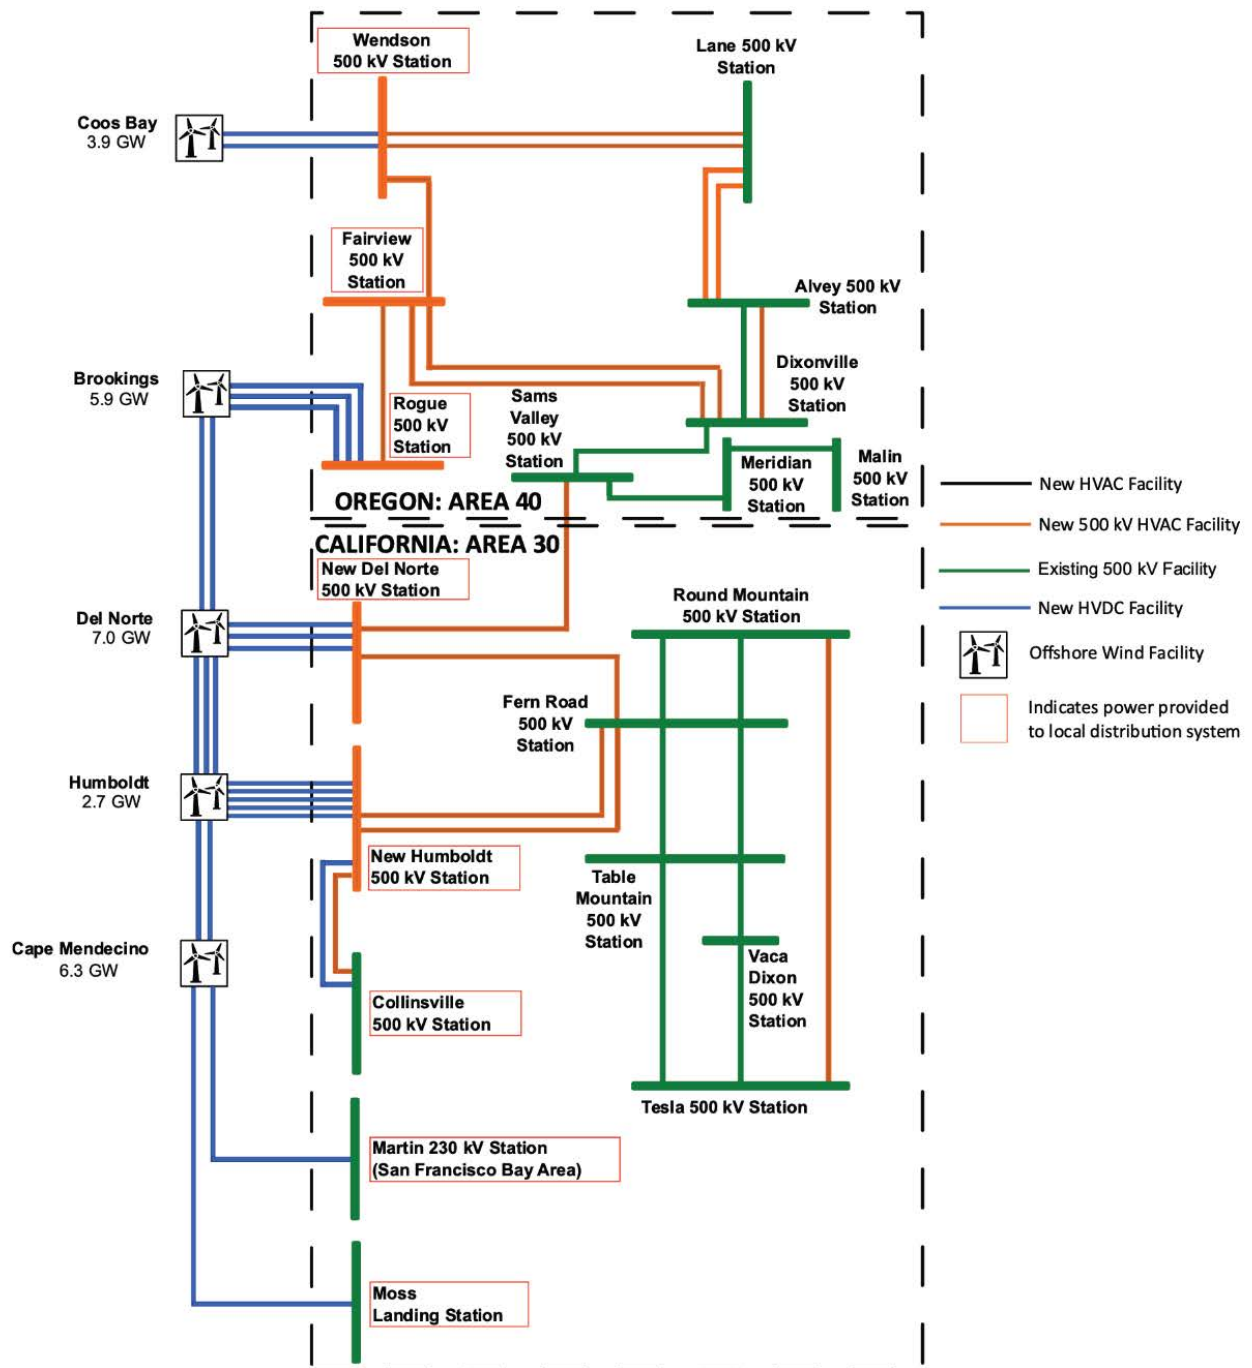 Wendson
500 kV Station
Lane 500 kV
Station
Coos Bay
3.9 GW
Fairview
500 kV
Station
Alvey 500 kV
Station
Brookings
5.9 GW
Rogue
500 kV
Station
Sams
Valley
500 kV
Station
Dixonville
500 kV
Station
Meridian
500 kV
Station
Malin
500 kV
Station
OREGON: AREA 40
CALIFORNIA: AREA 30
New Del Norte
500 kV Station
Del Norte
7.0 GW
Round Mountain
500 kV Station
Fern Road
500 kV
Station
Humboldt
2.7 GW
New Humboldt
500 kV Station
Table
Mountain
500 kV
Station
Cape Mendecino
6.3 GW
Vaca
Dixon
500 kV
Station
Collinsville
500 kV Station
Tesla 500 kV Station
Martin 230 kV Station
(San Francisco Bay Area)
Moss
Landing Station
New HVAC Facility
New 500 kV HVAC Facility
Existing 500 kV Facility
New HVDC Facility
Offshore Wind Facility
Indicates power provided
to local distribution system